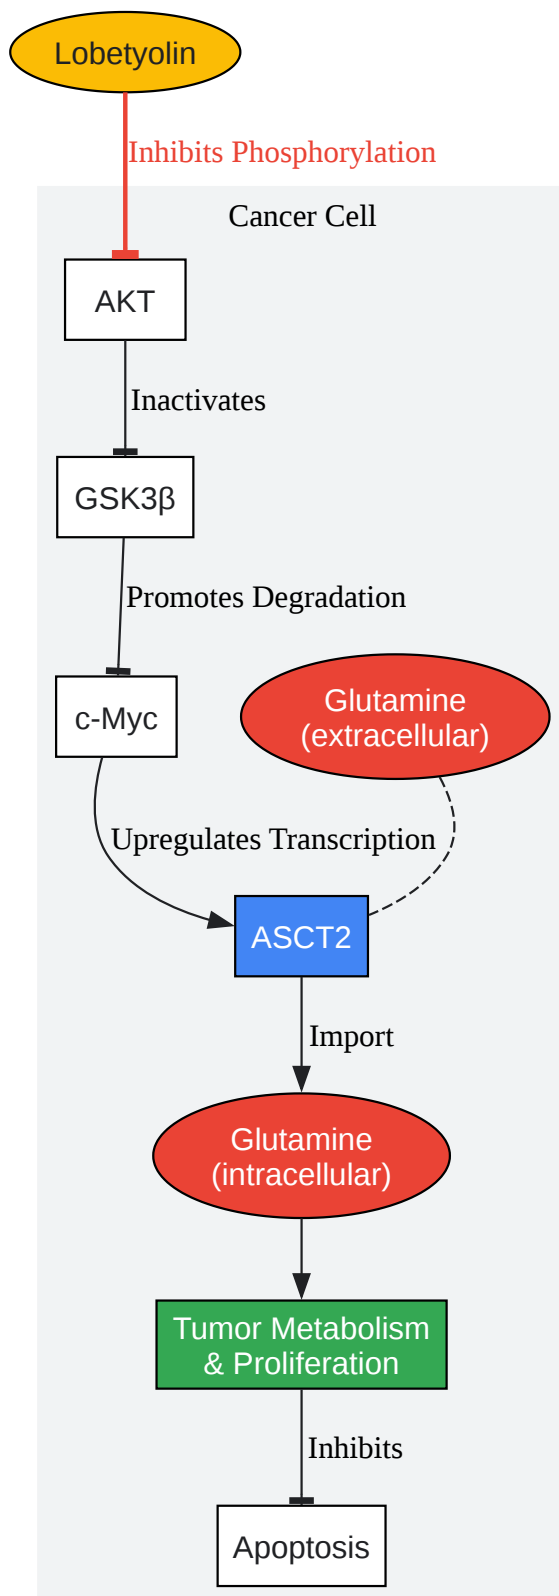 Lobetyolin
Inhibits Phosphorylation
Cancer Cell
AKT
Inactivates
GSK3β
Promotes Degradation
c-Myc
Glutamine
(extracellular)
Upregulates Transcription
ASCT2
Import
Glutamine
(intracellular)
Tumor Metabolism
& Proliferation
Inhibits
Apoptosis